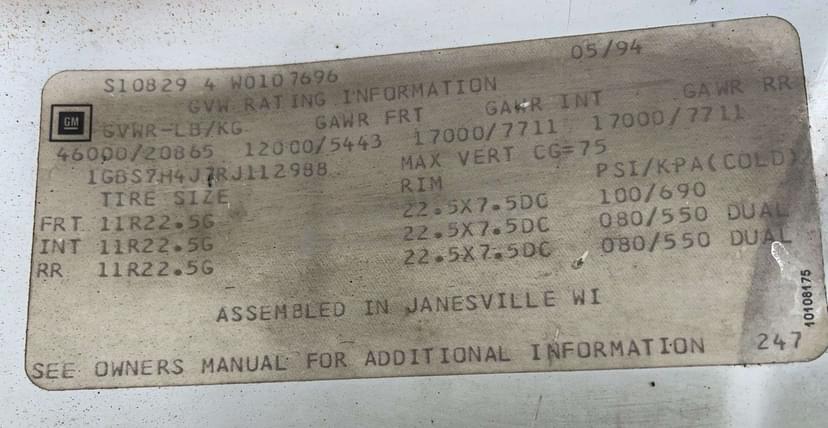 S10829 4 W0107696 05/94
GVW RATING INFORMATION
GM
GVWR-LB/KG GAWR FRT GAWR INT GAWR RR
46000/20865 12000/5443 17000/7711 17000/7711
1GBS7H4J7RJ112988 MAX VERT CG=75
TIRE SIZE RIM PSI/KPA(COLD)
FRT 11R22.5G 22.5X7.5DC 100/690
INT 11R22.5G 22.5X7.5DC 080/550 DUAL
RR 11R22.5G 22.5X7.5DC 080/550 DUAL
ASSEMBLED IN JANESVILLE WI
SEE OWNERS MANUAL FOR ADDITIONAL INFORMATION 247
10108175